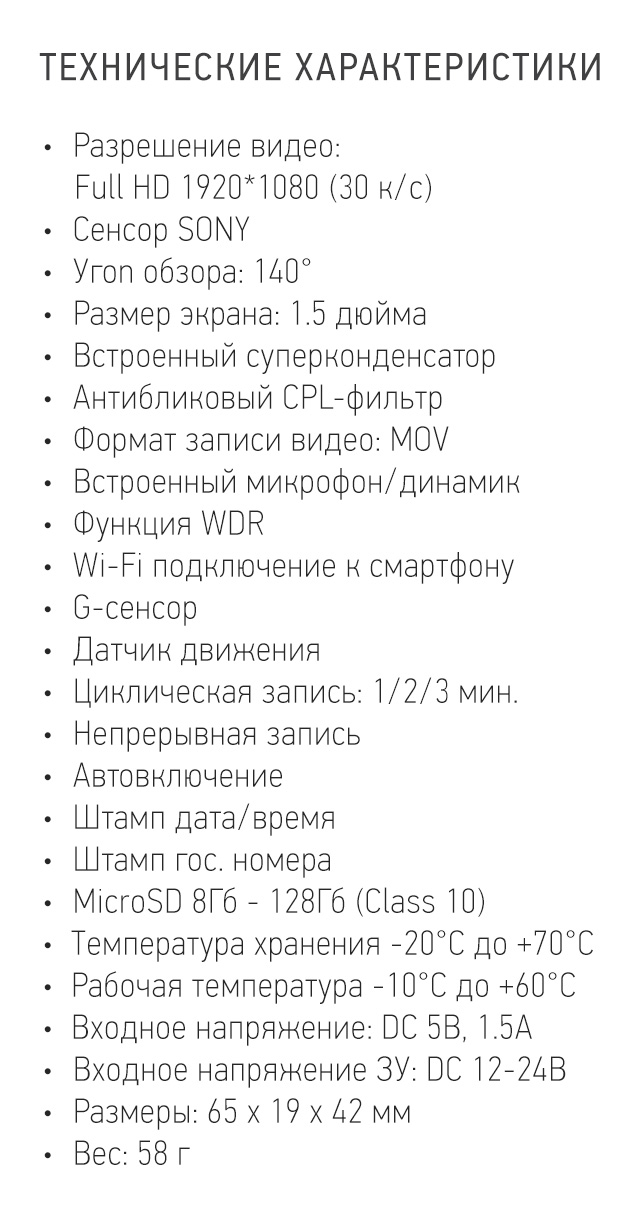 ТЕХНИЧЕСКИЕ ХАРАКТЕРИСТИКИ
• Разрешение видео:
Full HD 1920*1080 (30 к/с)
• Сенсор SONY
• Угоn обзора: 140°
• Размер экрана: 1.5 дюйма
• Встроенный суперконденсатор
• Антибликовый CPL-фильтр
• Формат записи видео: MOV
• Встроенный микрофон/динамик
• Функция WDR
• Wi-Fi подключение к смартфону
• G-сенсор
• Датчик движения
• Циклическая запись: 1/2/3 мин.
• Непрерывная запись
• Автовключение
• Штамп дата/время
• Штамп гос. номера
• MicroSD 8Гб - 128Гб (Class 10)
• Температура хранения -20°C до +70°C
• Рабочая температура -10°C до +60°C
• Входное напряжение: DC 5В, 1.5А
• Входное напряжение ЗУ: DC 12-24В
• Размеры: 65 x 19 x 42 мм
• Вес: 58 г